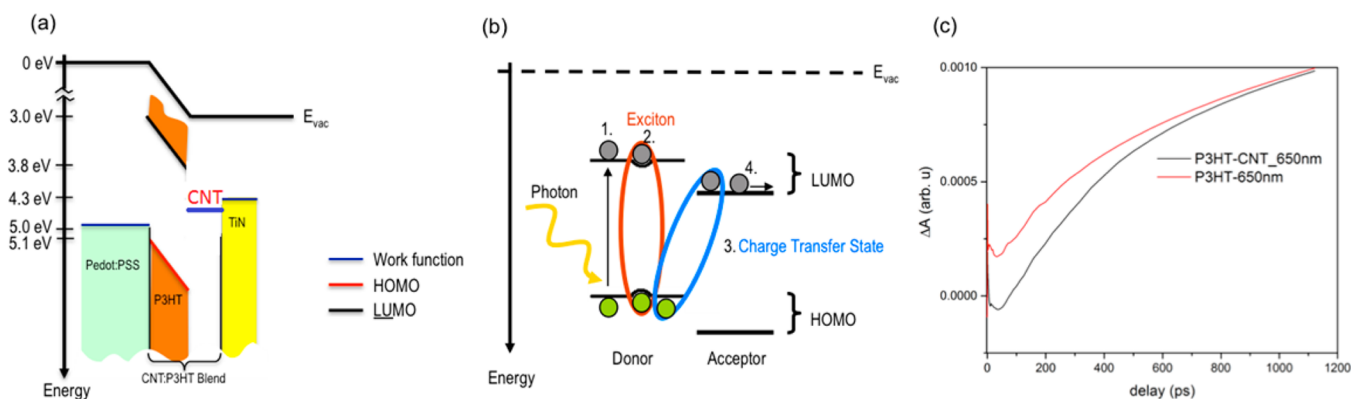 (a)
0 eV
3.0 eV
E_vac
3.8 eV
4.3 eV
CNT
TiN
5.0 eV
5.1 eV
Pedot:PSS
P3HT
Work function
HOMO
LUMO
CNT:P3HT Blend
Energy
(b)
E_vac
Exciton
1.
2.
4.
LUMO
Photon
3. Charge Transfer State
HOMO
Donor
Acceptor
Energy
(c)
0.0010
0.0005
0.0000
ΔA (arb. u)
P3HT-CNT_650nm
P3HT-650nm
0
200
400
600
800
1000
1200
delay (ps)